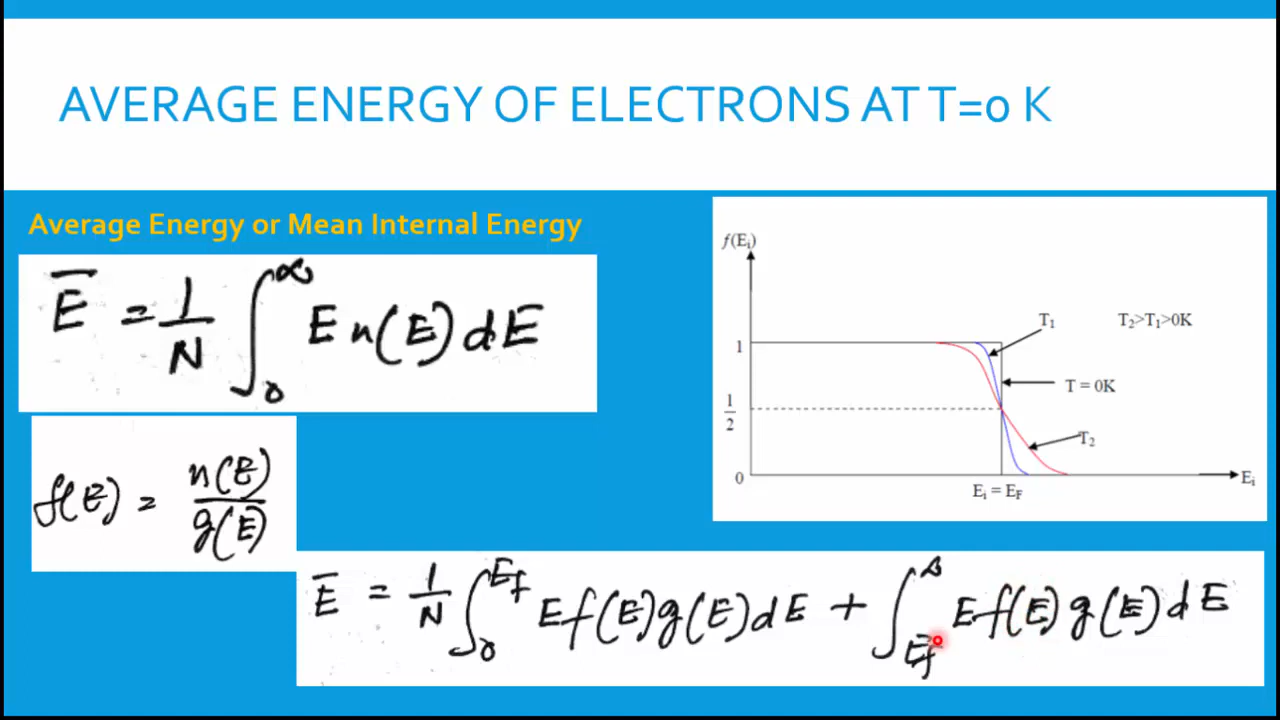 AVERAGE ENERGY OF ELECTRONS AT T=0 K
Average Energy or Mean Internal Energy
E̅ = 1/N ∫₀^∞ E n(E) dE
f(E) = n(E)/g(E)
f(Eᵢ)
1
1/2
0
T₁
T₂>T₁>0K
T = 0K
T₂
Eᵢ
Eᵢ = E_F
E̅ = 1/N ∫₀^Ef E f(E) g(E) dE + ∫_Ef^∞ E f(E) g(E) dE